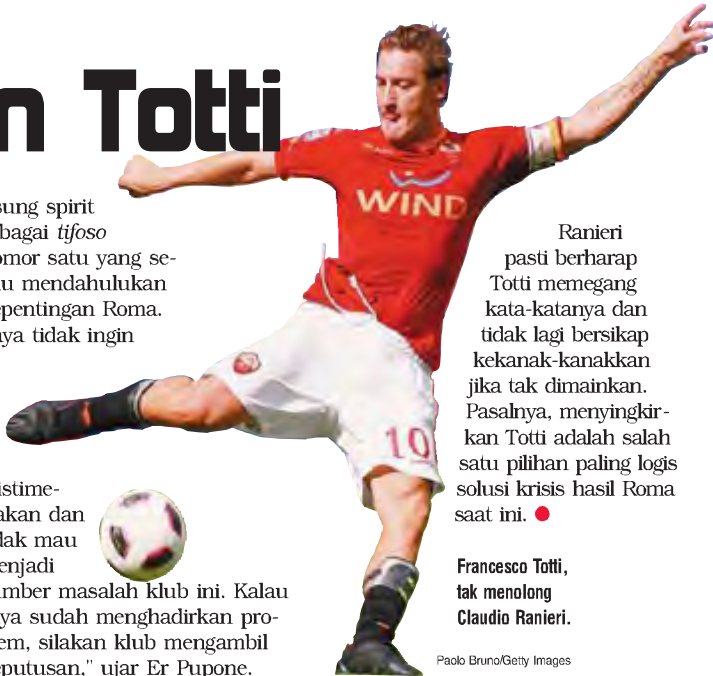 n Totti
sung spirit
bagai tifoso
omor satu yang se-
u mendahulukan
epentingan Roma.
ya tidak ingin
istime-
akan dan
dak mau
enjadi
mber masalah klub ini. Kalau
ya sudah menghadirkan pro-
em, silakan klub mengambil
eputusan," ujar Er Pupone.
WIND
10
Ranieri
pasti berharap
Totti memegang
kata-katanya dan
tidak lagi bersikap
kekanak-kanakkan
jika tak dimainkan.
Pasalnya, menyingkir-
kan Totti adalah salah
satu pilihan paling logis
solusi krisis hasil Roma
saat ini.
Francesco Totti,
tak menolong
Claudio Ranieri.
Paolo Bruno/Getty Images